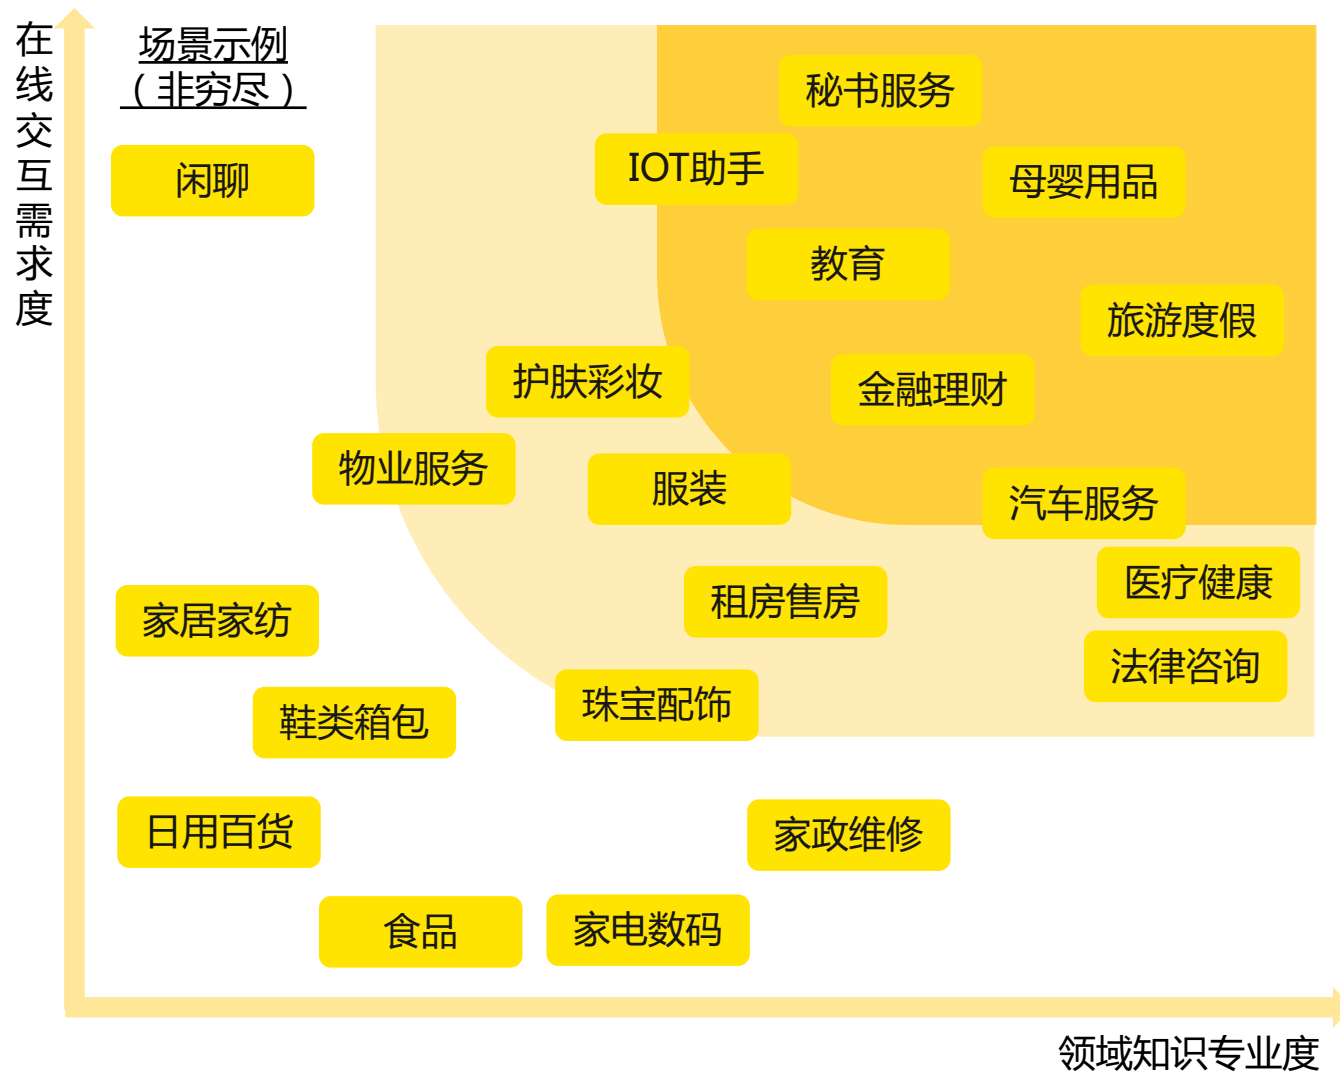 在线交互需求度
场景示例
（非穷尽）
秘书服务
IOT助手
闲聊
母婴用品
教育
旅游度假
护肤彩妆
金融理财
物业服务
服装
汽车服务
医疗健康
租房售房
家居家纺
法律咨询
珠宝配饰
鞋类箱包
日用百货
家政维修
食品
家电数码
领域知识专业度